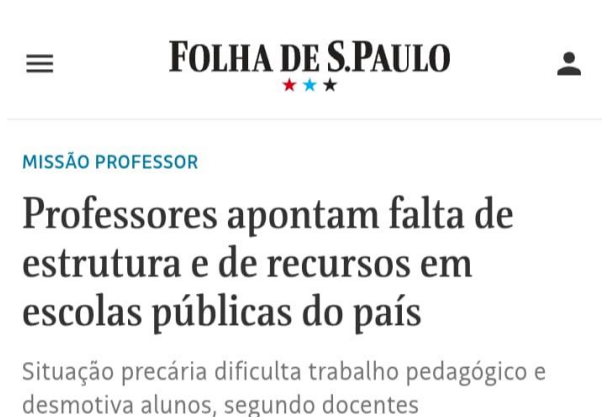 FOLHA DE S.PAULO
MISSÃO PROFESSOR
Professores apontam falta de
estrutura e de recursos em
escolas públicas do país
Situação precária dificulta trabalho pedagógico e
desmotiva alunos, segundo docentes